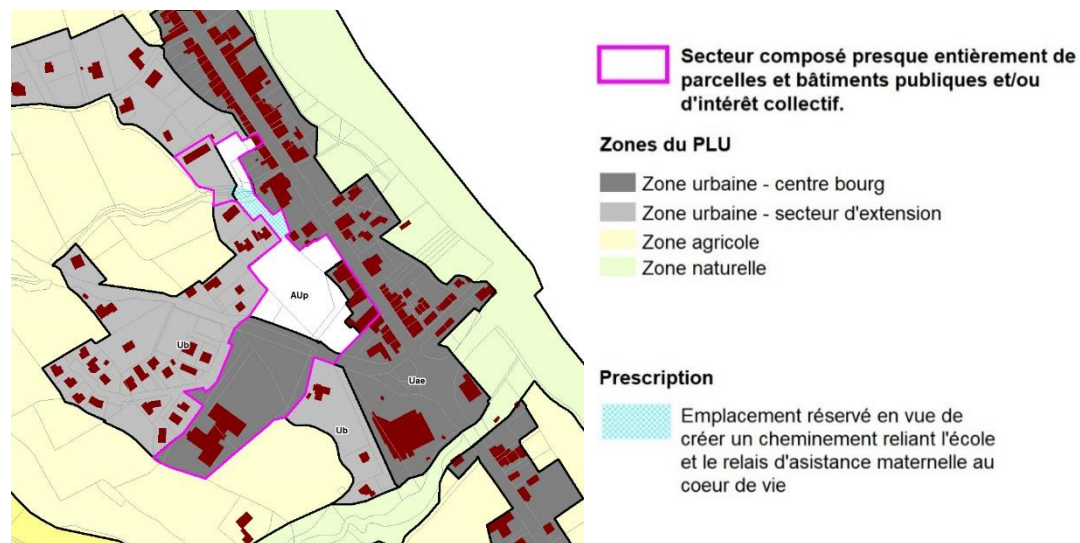 Secteur composé presque entièrement de
parcelles et bâtiments publiques et/ou
d'intérêt collectif.
Zones du PLU
Zone urbaine - centre bourg
Zone urbaine - secteur d'extension
Zone agricole
Zone naturelle
Prescription
Emplacement réservé en vue de
créer un cheminement reliant l'école
et le relais d'asistance maternelle au
coeur de vie
AUp
Ub
Uae
Ub